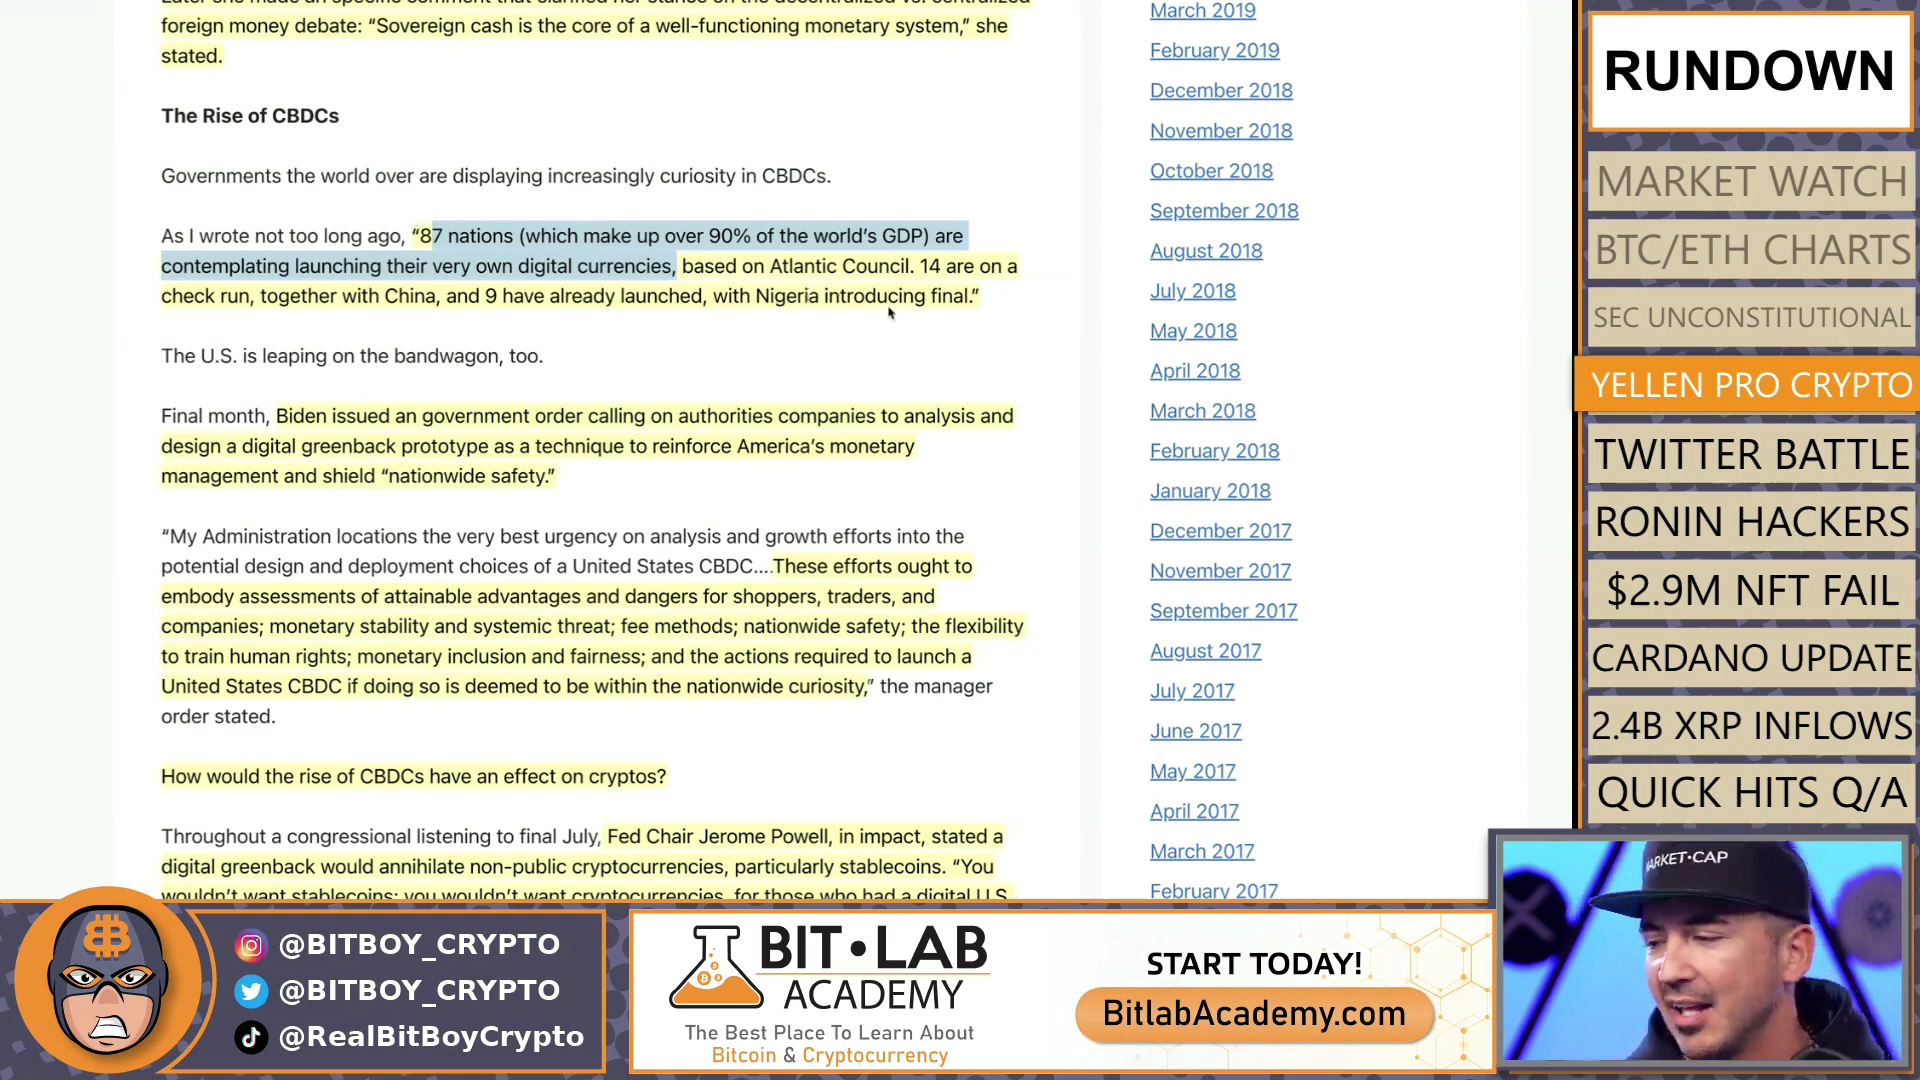 Later she made an specific comment that clarified her stance on the decentralized vs. centralized
foreign money debate: “Sovereign cash is the core of a well-functioning monetary system,” she
stated.
The Rise of CBDCs
Governments the world over are displaying increasingly curiosity in CBDCs.
As I wrote not too long ago, “87 nations (which make up over 90% of the world’s GDP) are
contemplating launching their very own digital currencies, based on Atlantic Council. 14 are on a
check run, together with China, and 9 have already launched, with Nigeria introducing final.”
The U.S. is leaping on the bandwagon, too.
Final month, Biden issued an government order calling on authorities companies to analysis and
design a digital greenback prototype as a technique to reinforce America’s monetary
management and shield “nationwide safety.”
“My Administration locations the very best urgency on analysis and growth efforts into the
potential design and deployment choices of a United States CBDC….These efforts ought to
embody assessments of attainable advantages and dangers for shoppers, traders, and
companies; monetary stability and systemic threat; fee methods; nationwide safety; the flexibility
to train human rights; monetary inclusion and fairness; and the actions required to launch a
United States CBDC if doing so is deemed to be within the nationwide curiosity,” the manager
order stated.
How would the rise of CBDCs have an effect on cryptos?
Throughout a congressional listening to final July, Fed Chair Jerome Powell, in impact, stated a
digital greenback would annihilate non-public cryptocurrencies, particularly stablecoins. “You
wouldn’t want stablecoins; you wouldn’t want cryptocurrencies, for those who had a digital U.S.
March 2019
February 2019
December 2018
November 2018
October 2018
September 2018
August 2018
July 2018
May 2018
April 2018
March 2018
February 2018
January 2018
December 2017
November 2017
September 2017
August 2017
July 2017
June 2017
May 2017
April 2017
March 2017
February 2017
RUNDOWN
MARKET WATCH
BTC/ETH CHARTS
SEC UNCONSTITUTIONAL
YELLEN PRO CRYPTO
TWITTER BATTLE
RONIN HACKERS
$2.9M NFT FAIL
CARDANO UPDATE
2.4B XRP INFLOWS
QUICK HITS Q/A
MARKET•CAP
@BITBOY_CRYPTO
@BITBOY_CRYPTO
@RealBitBoyCrypto
BIT•LAB
ACADEMY
The Best Place To Learn About
Bitcoin & Cryptocurrency
START TODAY!
BitlabAcademy.com